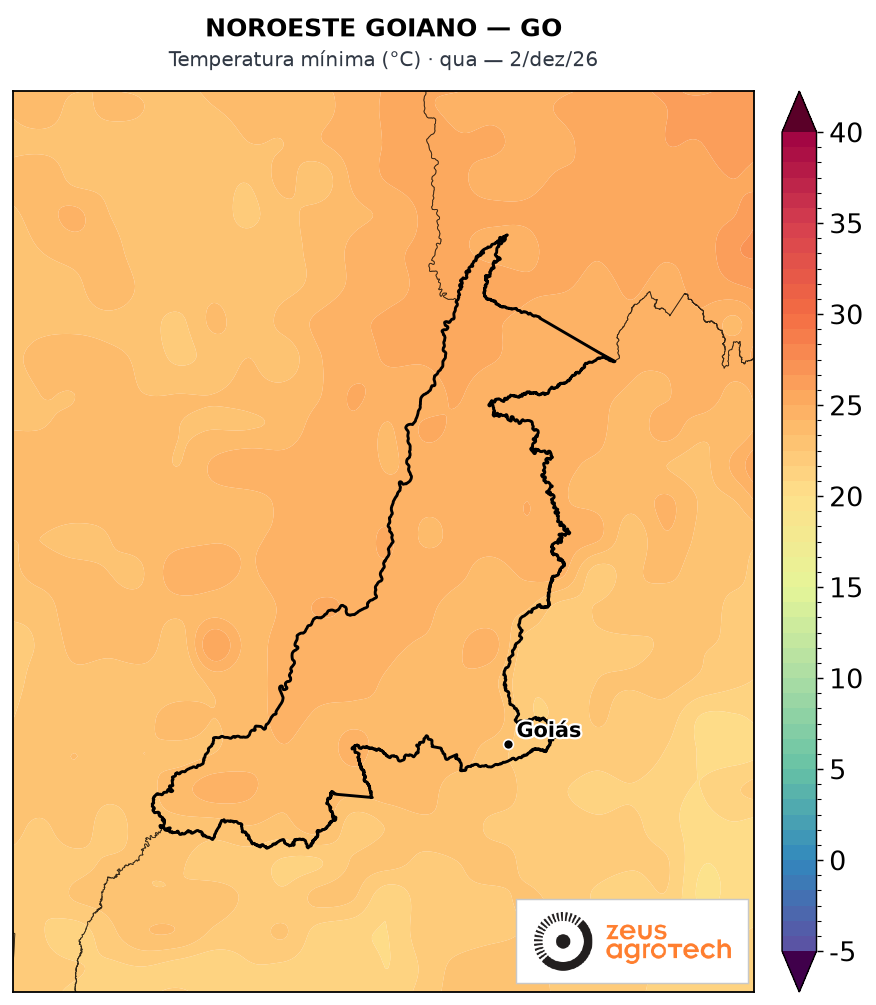 NOROESTE GOIANO — GO
Temperatura mínima (°C) · qua — 2/dez/26
40
35
30
25
20
15
10
5
0
-5
Goiás
zeus
agrotech